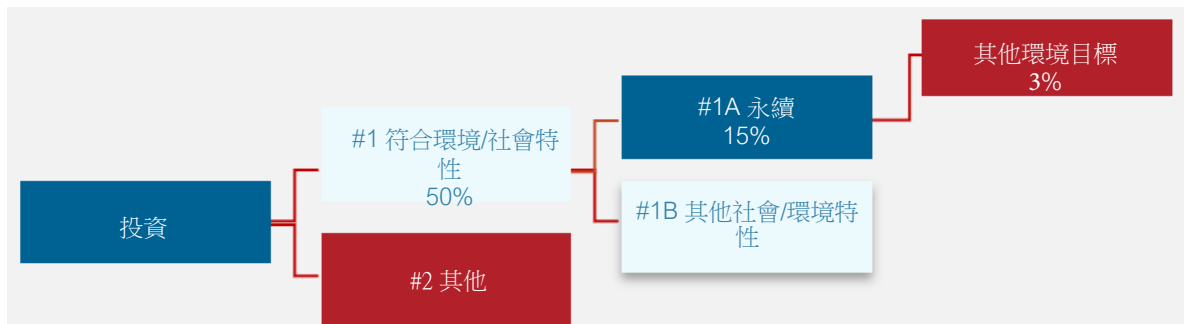 投資
#1 符合環境/社會特
性
50%
#2 其他
#1A 永續
15%
#1B 其他社會/環境特
性
其他環境目標
3%